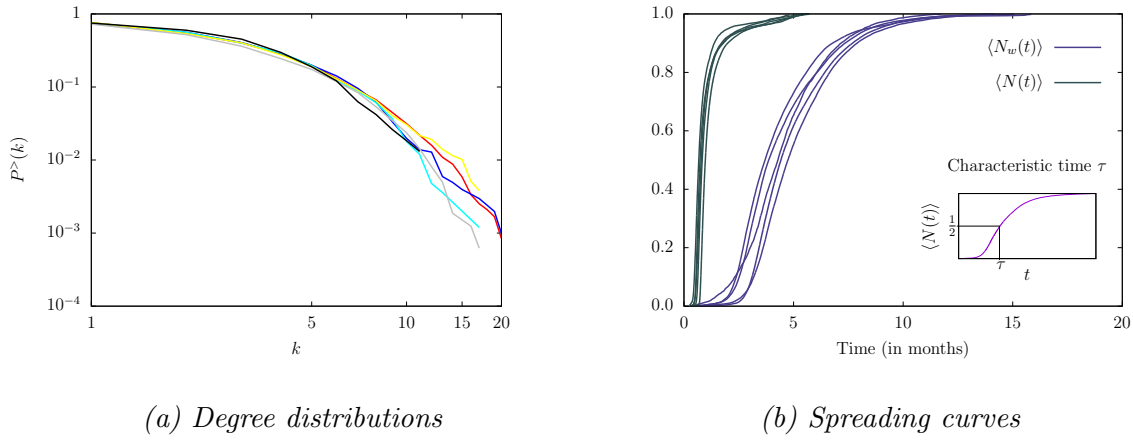 1
10⁻¹
10⁻²
10⁻³
10⁻⁴
1 5 10 15 20
P^>(k)
k
(a) Degree distributions
1.0
0.8
0.6
0.4
0.2
0.0
0 5 10 15 20
Time (in months)
⟨N_w(t)⟩
⟨N(t)⟩
Characteristic time τ
⟨N(t)⟩
1/2
τ
t
(b) Spreading curves